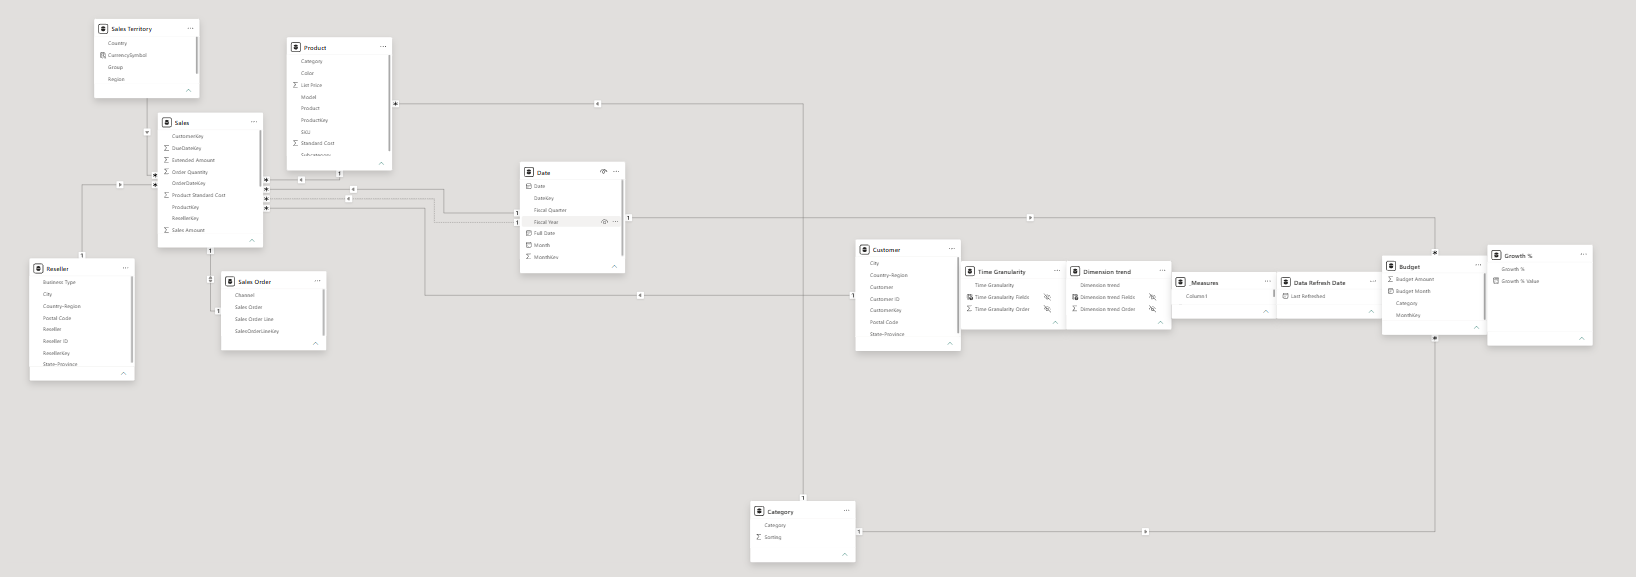 Sales Territory
Country
CurrencySymbol
Group
Region
Product
Category
Color
List Price
Model
Product
ProductKey
SKU
Standard Cost
Subcategory
Sales
CustomerKey
DueDateKey
Extended Amount
Order Quantity
OrderDateKey
Product Standard Cost
ProductKey
ResellerKey
Sales Amount
Date
Date
DateKey
Fiscal Quarter
Fiscal Year
Full Date
Month
MonthKey
Reseller
Business Type
City
Country-Region
Postal Code
Reseller
Reseller ID
ResellerKey
State-Province
Sales Order
Channel
Sales Order
Sales Order Line
SalesOrderLineKey
Customer
City
Country-Region
Customer
Customer ID
CustomerKey
Postal Code
State-Province
Time Granularity
Time Granularity
Time Granularity Fields
Time Granularity Order
Dimension trend
Dimension trend
Dimension trend Fields
Dimension trend Order
_Measures
Column1
Data Refresh Date
Last Refreshed
Budget
Budget Amount
Budget Month
Category
MonthKey
Growth %
Growth %
Growth % Value
Category
Category
Sorting